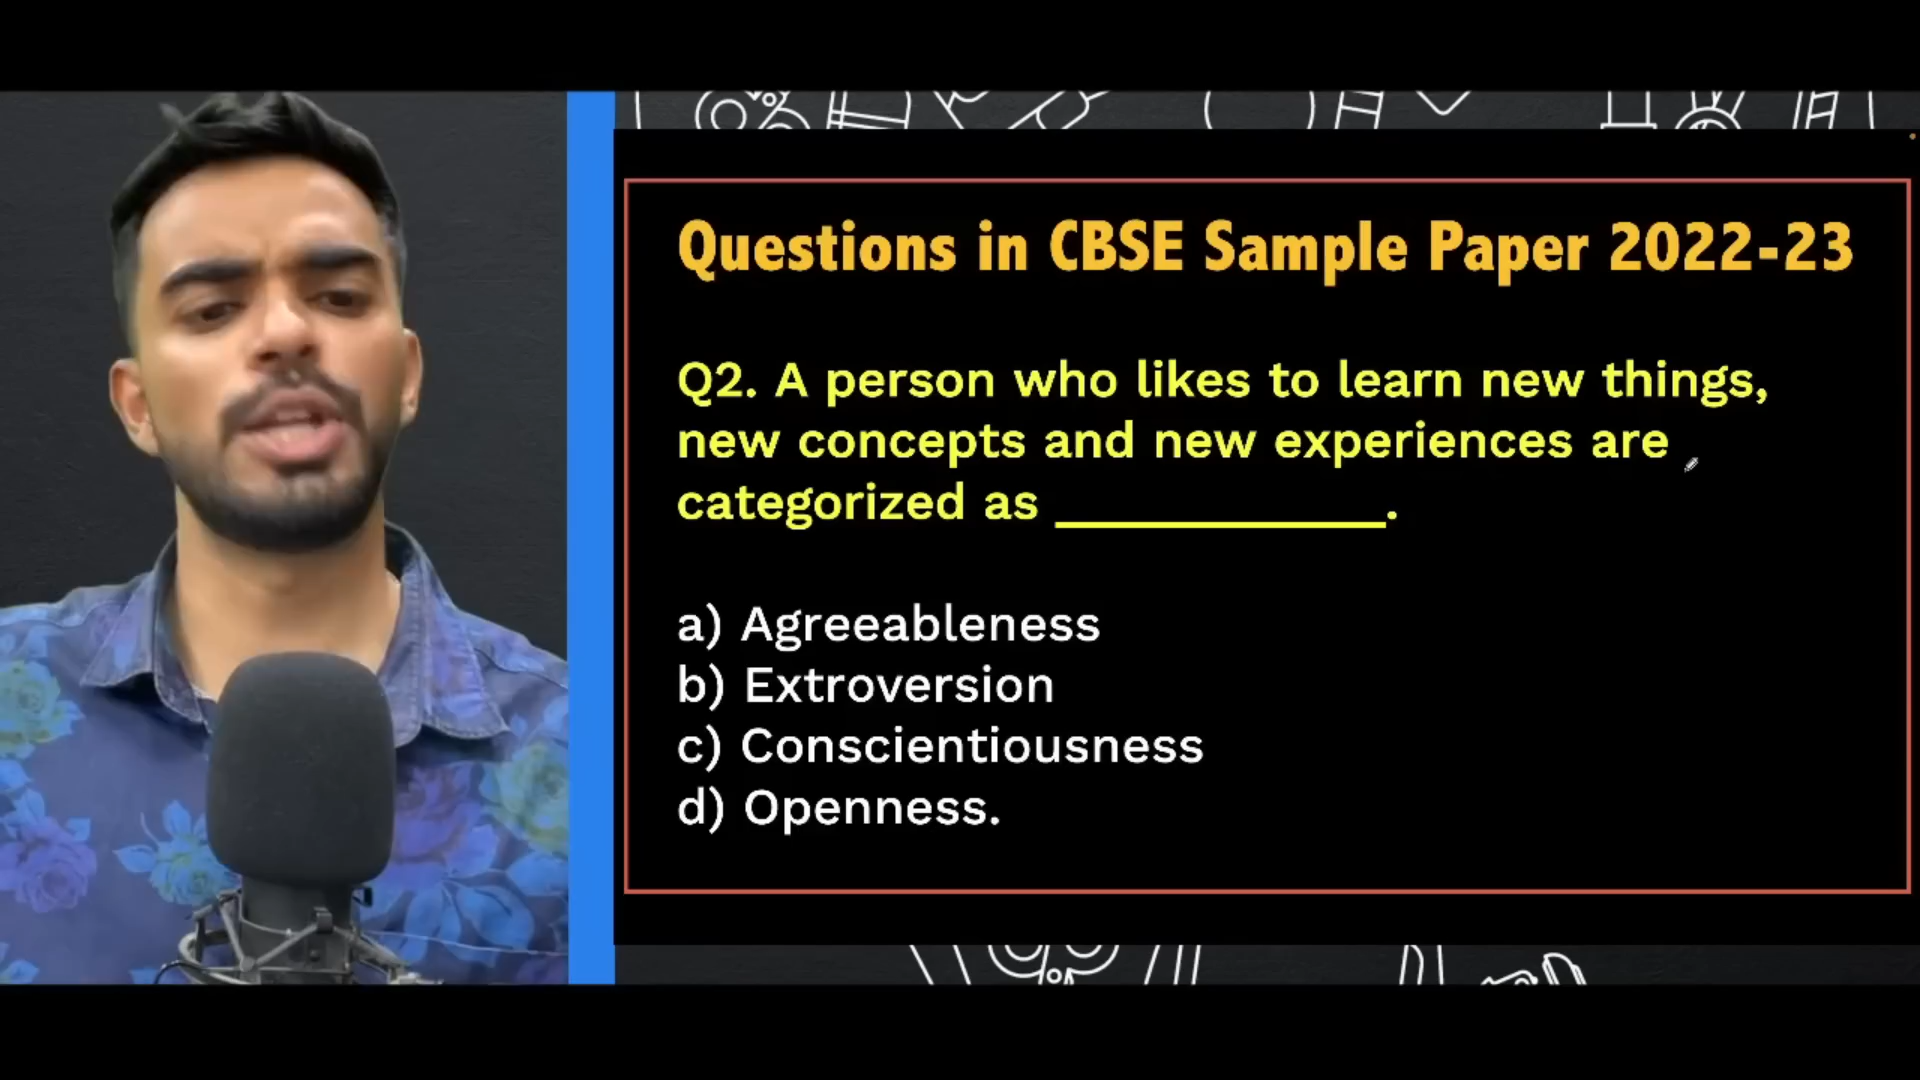 Questions in CBSE Sample Paper 2022-23
Q2. A person who likes to learn new things,
new concepts and new experiences are
categorized as ____________.
a) Agreeableness
b) Extroversion
c) Conscientiousness
d) Openness.